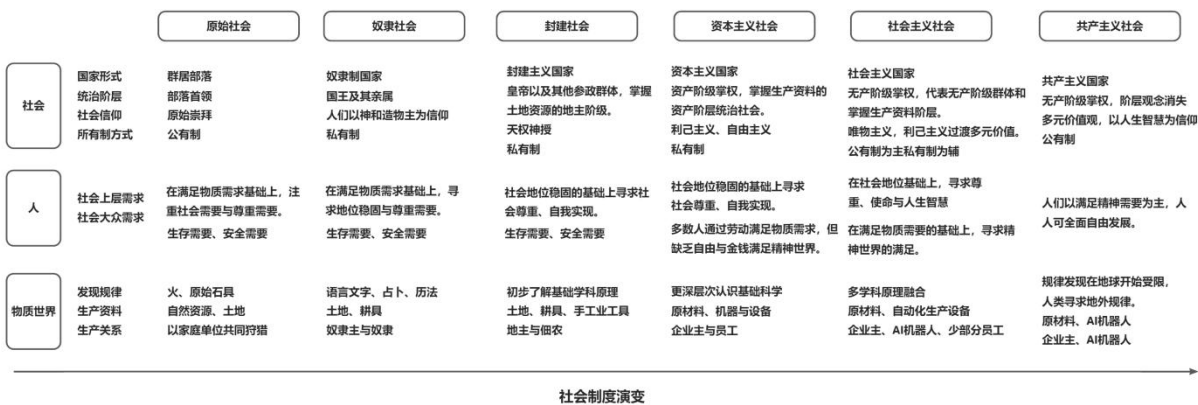 原始社会
奴隶社会
封建社会
资本主义社会
社会主义社会
共产主义社会
社会
国家形式
统治阶层
社会信仰
所有制方式
群居部落
部落首领
原始崇拜
公有制
奴隶制国家
国王及其亲属
人们以神和造物主为信仰
私有制
封建主义国家
皇帝以及其他参政群体，掌握
土地资源的地主阶级。
天权神授
私有制
资本主义国家
资产阶级掌权，掌握生产资料的
资产阶层统治社会。
利己主义、自由主义
私有制
社会主义国家
无产阶级掌权，代表无产阶级群体和
掌握生产资料阶层。
唯物主义，利己主义过渡多元价值。
公有制为主私有制为辅
共产主义国家
无产阶级掌权，阶层观念消失
多元价值观，以人生智慧为信仰
公有制
人
社会上层需求
社会大众需求
在满足物质需求基础上，注
重社会需要与尊重需要。
生存需要、安全需要
在满足物质需求基础上，寻
求地位稳固与尊重需要。
生存需要、安全需要
社会地位稳固的基础上寻求社
会尊重、自我实现。
生存需要、安全需要
社会地位稳固的基础上寻求
社会尊重、自我实现。
多数人通过劳动满足物质需求，但
缺乏自由与金钱满足精神世界。
在社会地位基础上，寻求尊
重、使命与人生智慧
在满足物质需要的基础上，寻求精
神世界的满足。
人们以满足精神需要为主，人
人可全面自由发展。
物质世界
发现规律
生产资料
生产关系
火、原始石具
自然资源、土地
以家庭单位共同狩猎
语言文字、占卜、历法
土地、耕具
奴隶主与奴隶
初步了解基础学科原理
土地、耕具、手工业工具
地主与佃农
更深层次认识基础科学
原材料、机器与设备
企业主与员工
多学科原理融合
原材料、自动化生产设备
企业主、AI机器人、少部分员工
规律发现在地球开始受限，
人类寻求地外规律。
原材料、AI机器人
企业主、AI机器人
社会制度演变